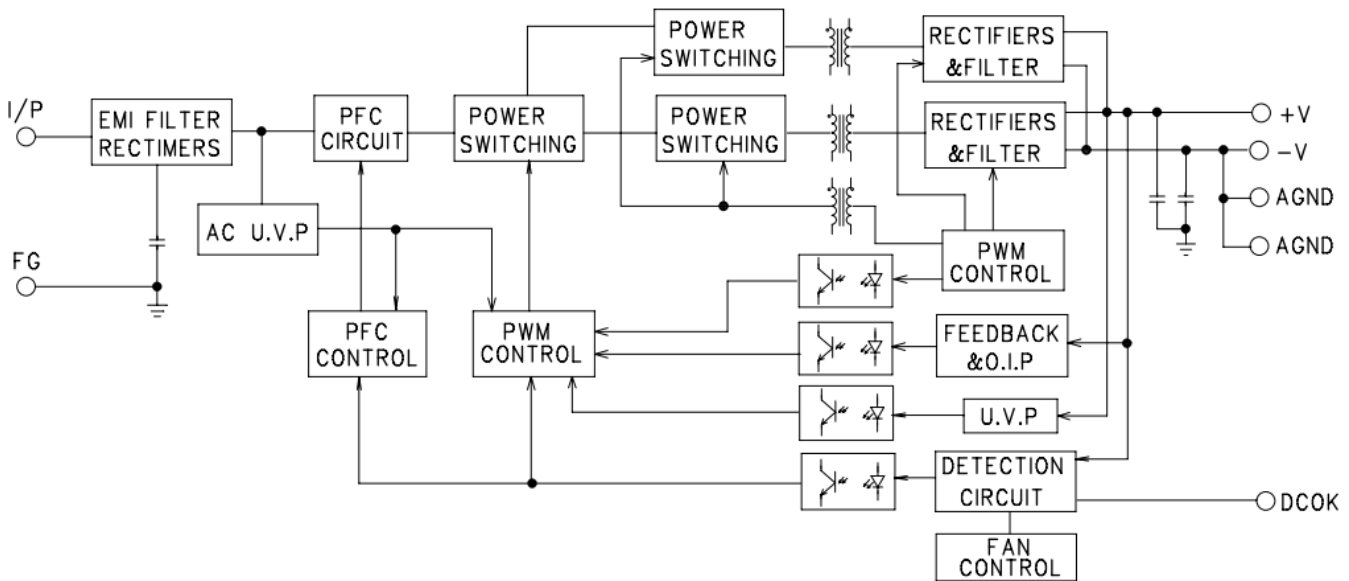 POWER
SWITCHING
RECTIFIERS
&FILTER
I/P
EMI FILTER
RECTIMERS
PFC
CIRCUIT
POWER
SWITCHING
POWER
SWITCHING
RECTIFIERS
&FILTER
+V
-V
AGND
AGND
AC U.V.P
PWM
CONTROL
FG
PFC
CONTROL
PWM
CONTROL
FEEDBACK
&O.I.P
U.V.P
DETECTION
CIRCUIT
DCOK
FAN
CONTROL